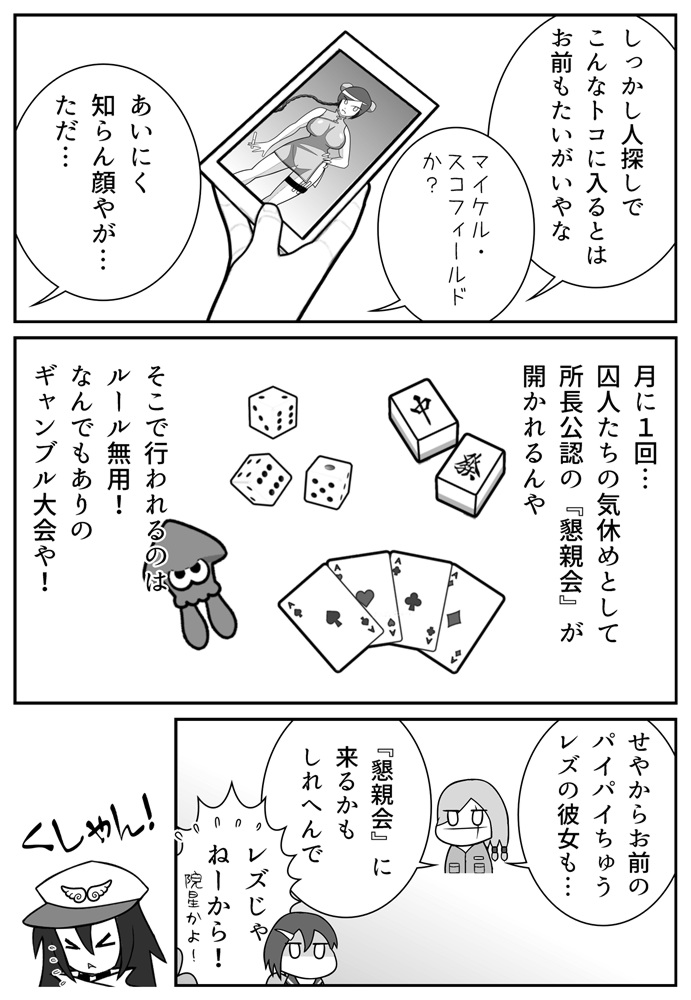 しっかし人探しで
こんなトコに入るとは
お前もたいがいやな
マイケル・
スコフィールド
か?
あいにく
知らん顔やが…
ただ…
月に1回…
囚人たちの気休めとして
所長公認の『懇親会』が
開かれるんや
中
發
A
A
A
A
そこで行われるのは
ルール無用!
なんでもありの
ギャンブル大会や!
せやからお前の
パイパイちゅう
レズの彼女も…
『懇親会』に
来るかも
しれへんで
レズじゃ
ねーから!
院星かよ!
くしゃん!